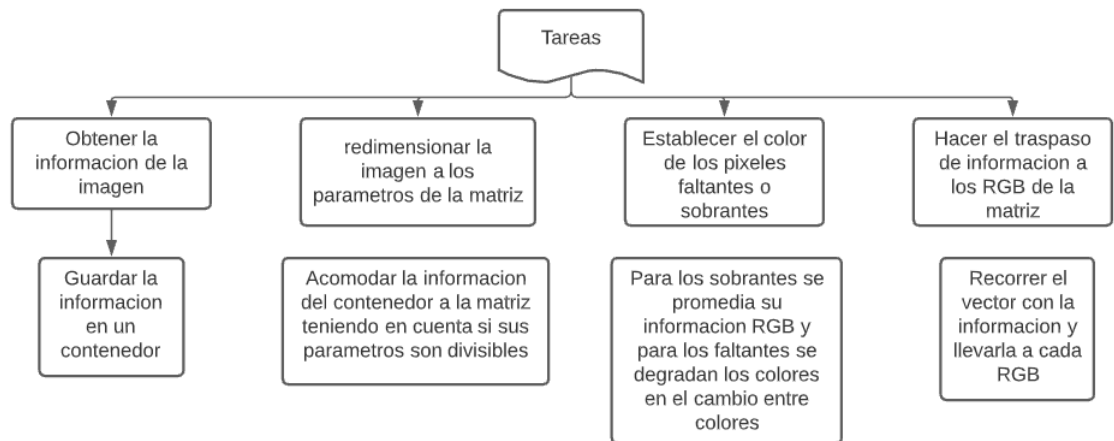 Tareas
Obtener la
informacion de la
imagen
redimensionar la
imagen a los
parametros de la matriz
Establecer el color
de los pixeles
faltantes o
sobrantes
Hacer el traspaso
de informacion a
los RGB de la
matriz
Guardar la
informacion
en un
contenedor
Acomodar la informacion
del contenedor a la matriz
teniendo en cuenta si sus
parametros son divisibles
Para los sobrantes se
promedia su
informacion RGB y
para los faltantes se
degradan los colores
en el cambio entre
colores
Recorrer el
vector con la
informacion y
llevarla a cada
RGB